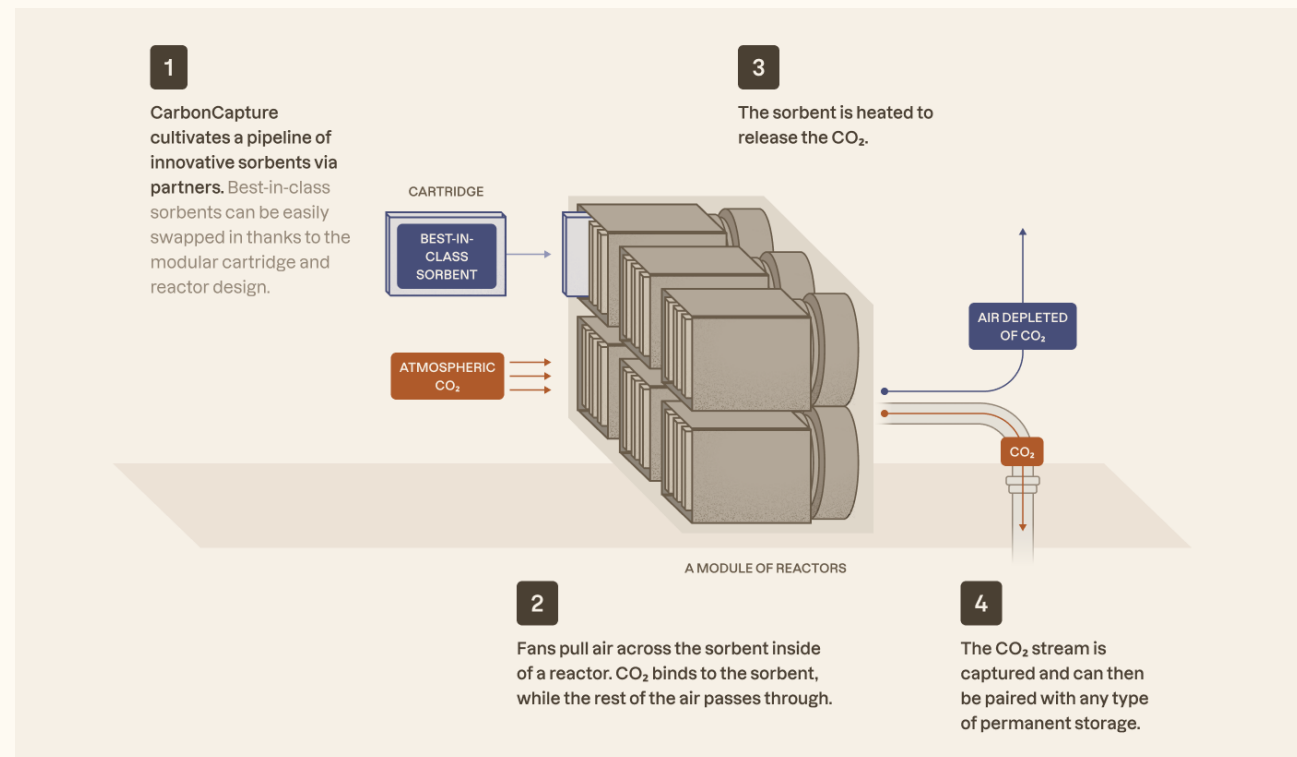 1
CarbonCapture
cultivates a pipeline of
innovative sorbents via
partners. Best-in-class
sorbents can be easily
swapped in thanks to the
modular cartridge and
reactor design.
3
The sorbent is heated to
release the CO₂.
CARTRIDGE
BEST-IN-
CLASS
SORBENT
ATMOSPHERIC
CO₂
AIR DEPLETED
OF CO₂
CO₂
A MODULE OF REACTORS
2
Fans pull air across the sorbent inside
of a reactor. CO₂ binds to the sorbent,
while the rest of the air passes through.
4
The CO₂ stream is
captured and can then
be paired with any type
of permanent storage.